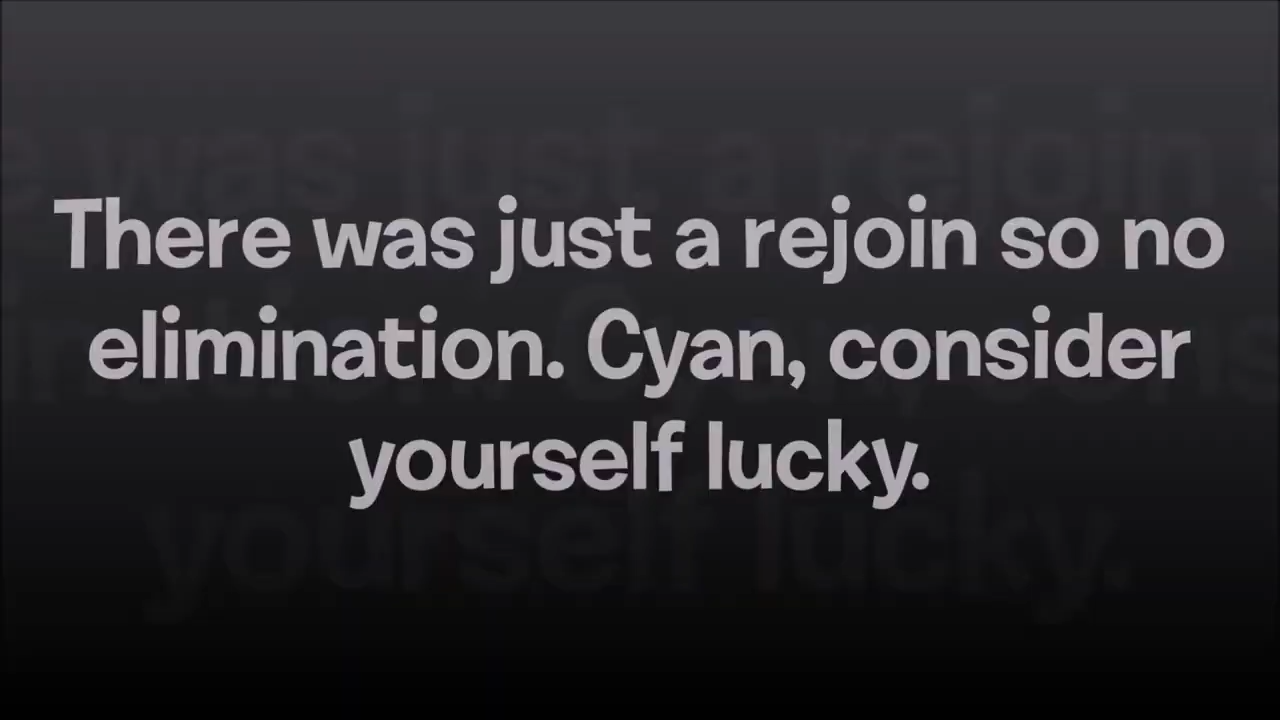 There was just a rejoin so no
elimination. Cyan, consider
yourself lucky.